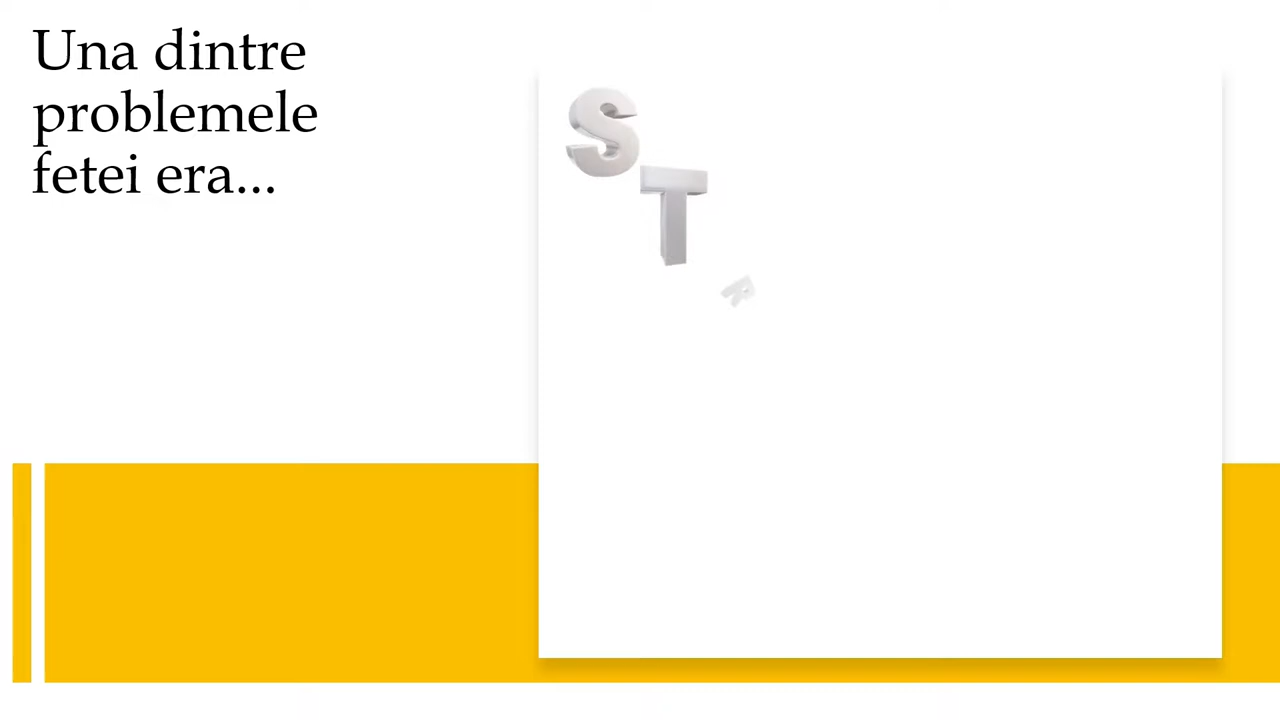 Una dintre
problemele
fetei era...
S
T
R